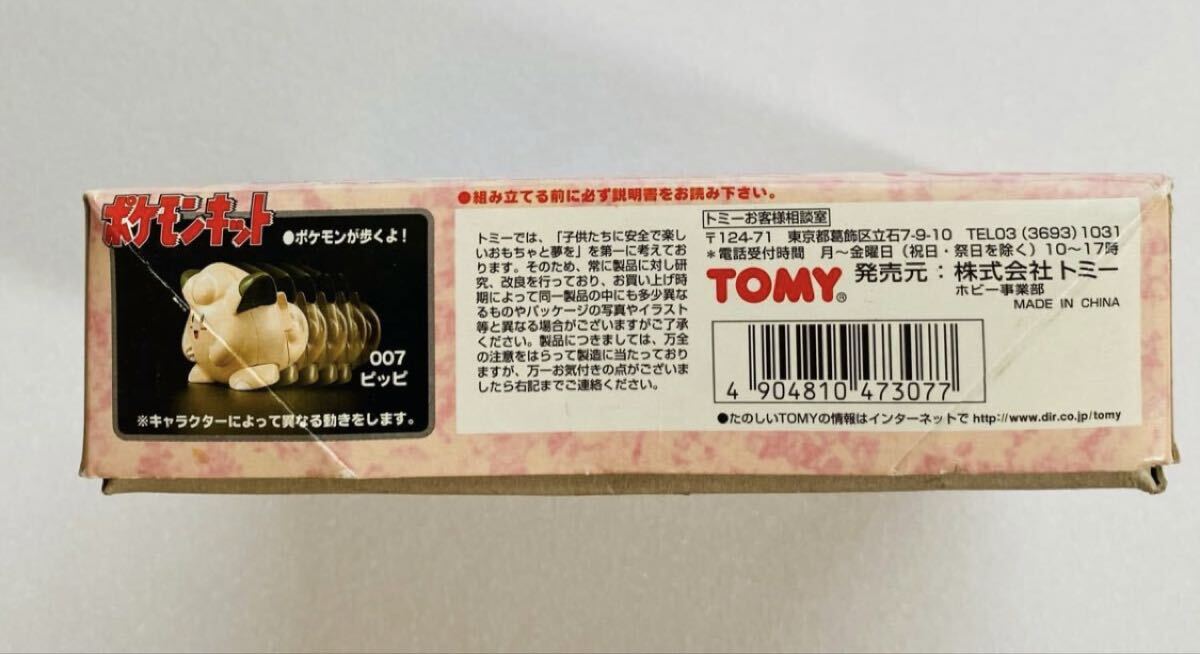 ポケモンキット
●ポケモンが歩くよ!
007
ピッピ
※キャラクターによって異なる動きをします。
●組み立てる前に必ず説明書をお読み下さい。
トミーでは、「子供たちに安全で楽し
いおもちゃと夢を」を第一に考えてお
ります。そのため、常に製品に対し研
究、改良を行っており、お買い上げ時
期によって同一製品の中にも多少異な
るものやパッケージの写真やイラスト
等と異なる場合がございますがご了承
ください。製品につきましては、万全
の注意をはらって製造に当たっており
ますが、万一お気付きの点がございま
したら右記までご連絡ください。
トミーお客様相談室
〒124-71 東京都葛飾区立石7-9-10 TEL03 (3693) 1031
*電話受付時間 月〜金曜日(祝日・祭日を除く) 10〜17時
TOMY® 発売元:株式会社トミー
ホビー事業部
MADE IN CHINA
4 904810 473077
●たのしいTOMYの情報はインターネットで http://www.dir.co.jp/tomy